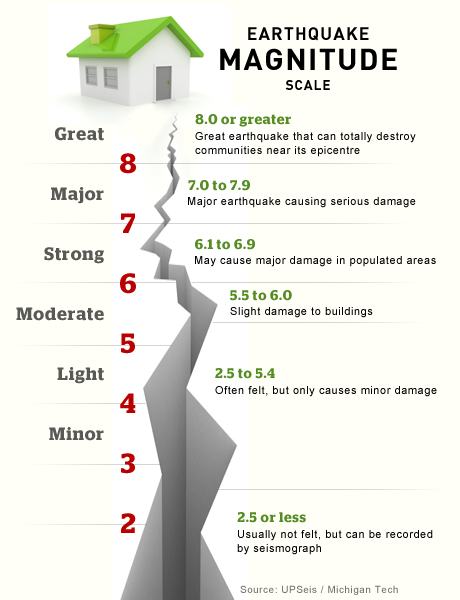 EARTHQUAKE
MAGNITUDE
SCALE
8.0 or greater
Great
Great earthquake that can totally destroy
communities near its epicentre
8
7.0 to 7.9
Major
Major earthquake causing serious damage
7
6.1 to 6.9
Strong
May cause major damage in populated areas
6
5.5 to 6.0
Moderate
Slight damage to buildings
5
2.5 to 5.4
Light
Often felt, but only causes minor damage
4
Minor
3
2.5 or less
2
Usually not felt, but can be recorded
by seismograph
Source: UPSeis / Michigan Tech